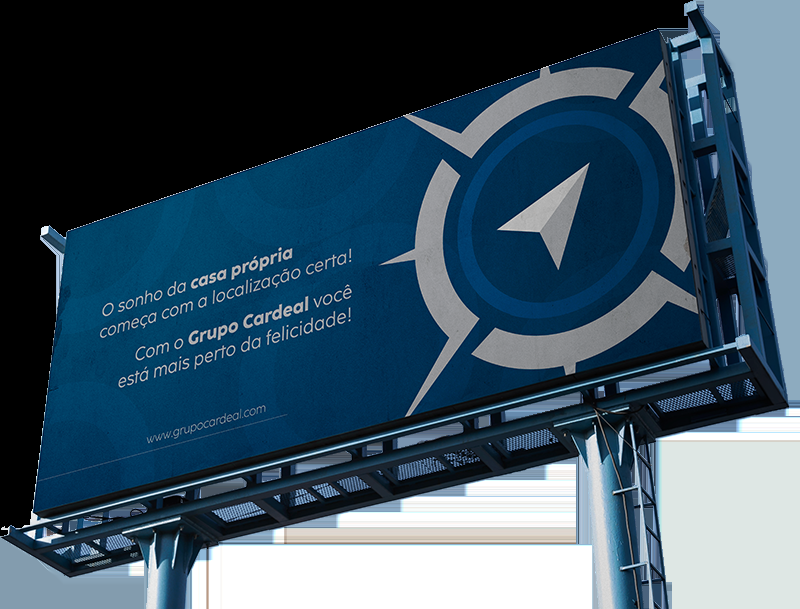 O sonho da casa própria
começa com a localização certa!
Com o Grupo Cardeal você
está mais perto da felicidade!
www.grupocardeal.com